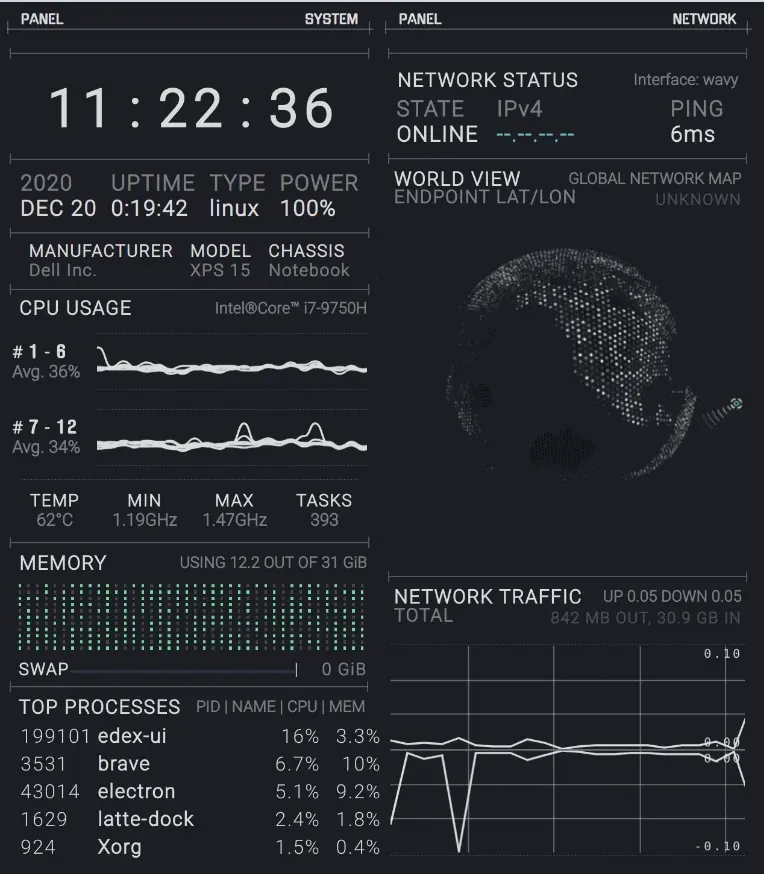 PANEL SYSTEM
11 : 22 : 36
2020 UPTIME TYPE POWER
DEC 20 0:19:42 linux 100%
MANUFACTURER MODEL CHASSIS
Dell Inc. XPS 15 Notebook
CPU USAGE Intel®Core™ i7-9750H
# 1 - 6
Avg. 36%
# 7 - 12
Avg. 34%
TEMP MIN MAX TASKS
62°C 1.19GHz 1.47GHz 393
MEMORY USING 12.2 OUT OF 31 GiB
SWAP 0 GiB
TOP PROCESSES PID | NAME | CPU | MEM
199101 edex-ui 16% 3.3%
3531 brave 6.7% 10%
43014 electron 5.1% 9.2%
1629 latte-dock 2.4% 1.8%
924 Xorg 1.5% 0.4%
PANEL NETWORK
NETWORK STATUS Interface: wavy
STATE IPv4 PING
ONLINE --.--.--.-- 6ms
WORLD VIEW GLOBAL NETWORK MAP
ENDPOINT LAT/LON UNKNOWN
NETWORK TRAFFIC UP 0.05 DOWN 0.05
TOTAL 842 MB OUT, 30.9 GB IN
0.10
0.00
0.00
-0.10